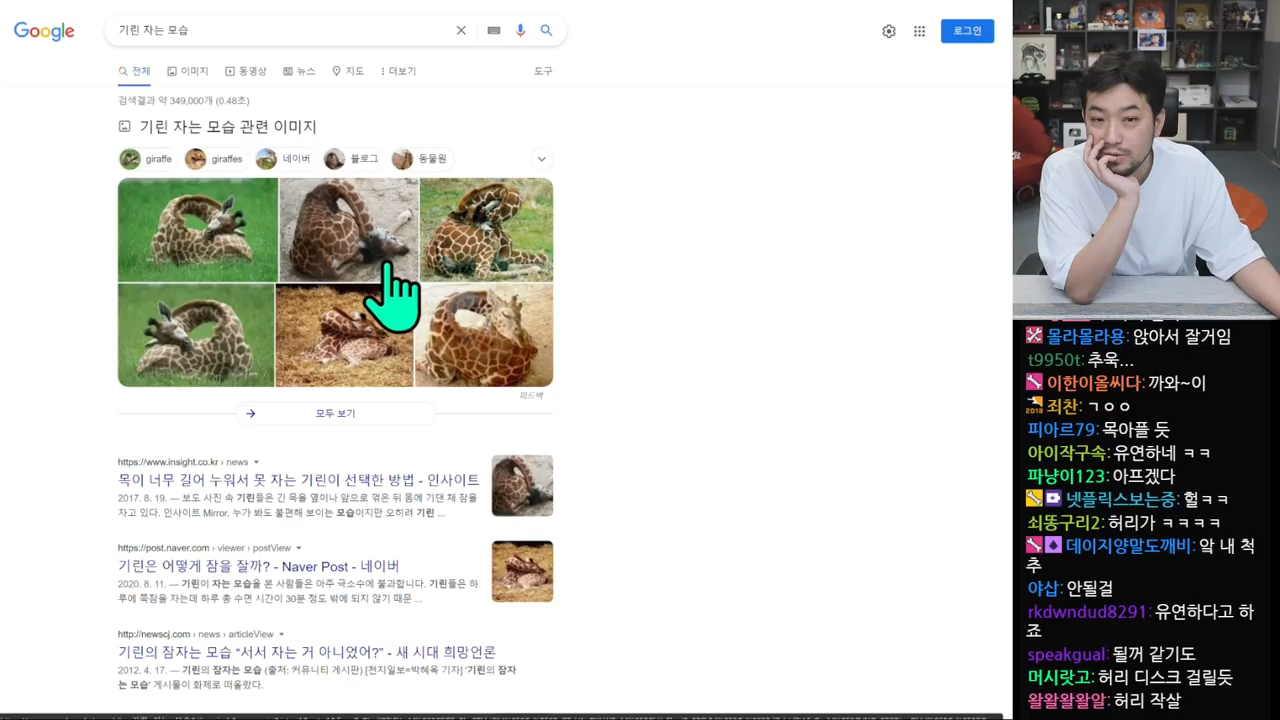 Google
기린 자는 모습
로그인
전체
이미지
동영상
뉴스
지도
더보기
도구
검색결과 약 349,000개 (0.48초)
기린 자는 모습 관련 이미지
giraffe
giraffes
네이버
블로그
동물원
피드백
모두 보기
https://www.insight.co.kr › news
목이 너무 길어 누워서 못 자는 기린이 선택한 방법 - 인사이트
2017. 8. 19. — 보도 사진 속 기린들은 긴 목을 옆이나 앞으로 꺾은 뒤 몸에 기댄 채 잠을
자고 있다. 인사이트 Mirror. 누가 봐도 불편해 보이는 모습이지만 오히려 기린 ...
https://post.naver.com › viewer › postView
기린은 어떻게 잠을 잘까? - Naver Post - 네이버
2020. 8. 11. — 기린이 자는 모습을 본 사람들은 아주 극소수에 불과합니다. 기린들은 하
루에 쪽잠을 자는데 하루 총 수면 시간이 30분 정도 밖에 되지 않기 때문 ...
http://newscj.com › news › articleView
기린의 잠자는 모습 “서서 자는 거 아니었어?” - 새 시대 희망언론
2012. 4. 17. — 기린의 잠자는 모습 (출처: 커뮤니티 게시판) [천지일보=박혜옥 기자] ‘기린의 잠자
는 모습’ 게시물이 화제로 떠올랐다.
몰라몰라용: 앉아서 잘거임
t9950t: 추욱...
이한이올씨다: 까와~이
2018 죄찬: ㄱㅇㅇ
피아르79: 목아플 듯
아이작구속: 유연하네 ㅋㅋ
파냥이123: 아프겠다
넷플릭스보는중: 헐ㅋㅋ
쇠똥구리2: 허리가 ㅋㅋㅋㅋ
데이지양말도깨비: 앜 내 척
추
야삽: 안될걸
rkdwndud8291: 유연하다고 하
죠
speakgual: 될꺼 같기도
머시랏고: 허리 디스크 걸릴듯
왈왈왈왈알: 허리 작살